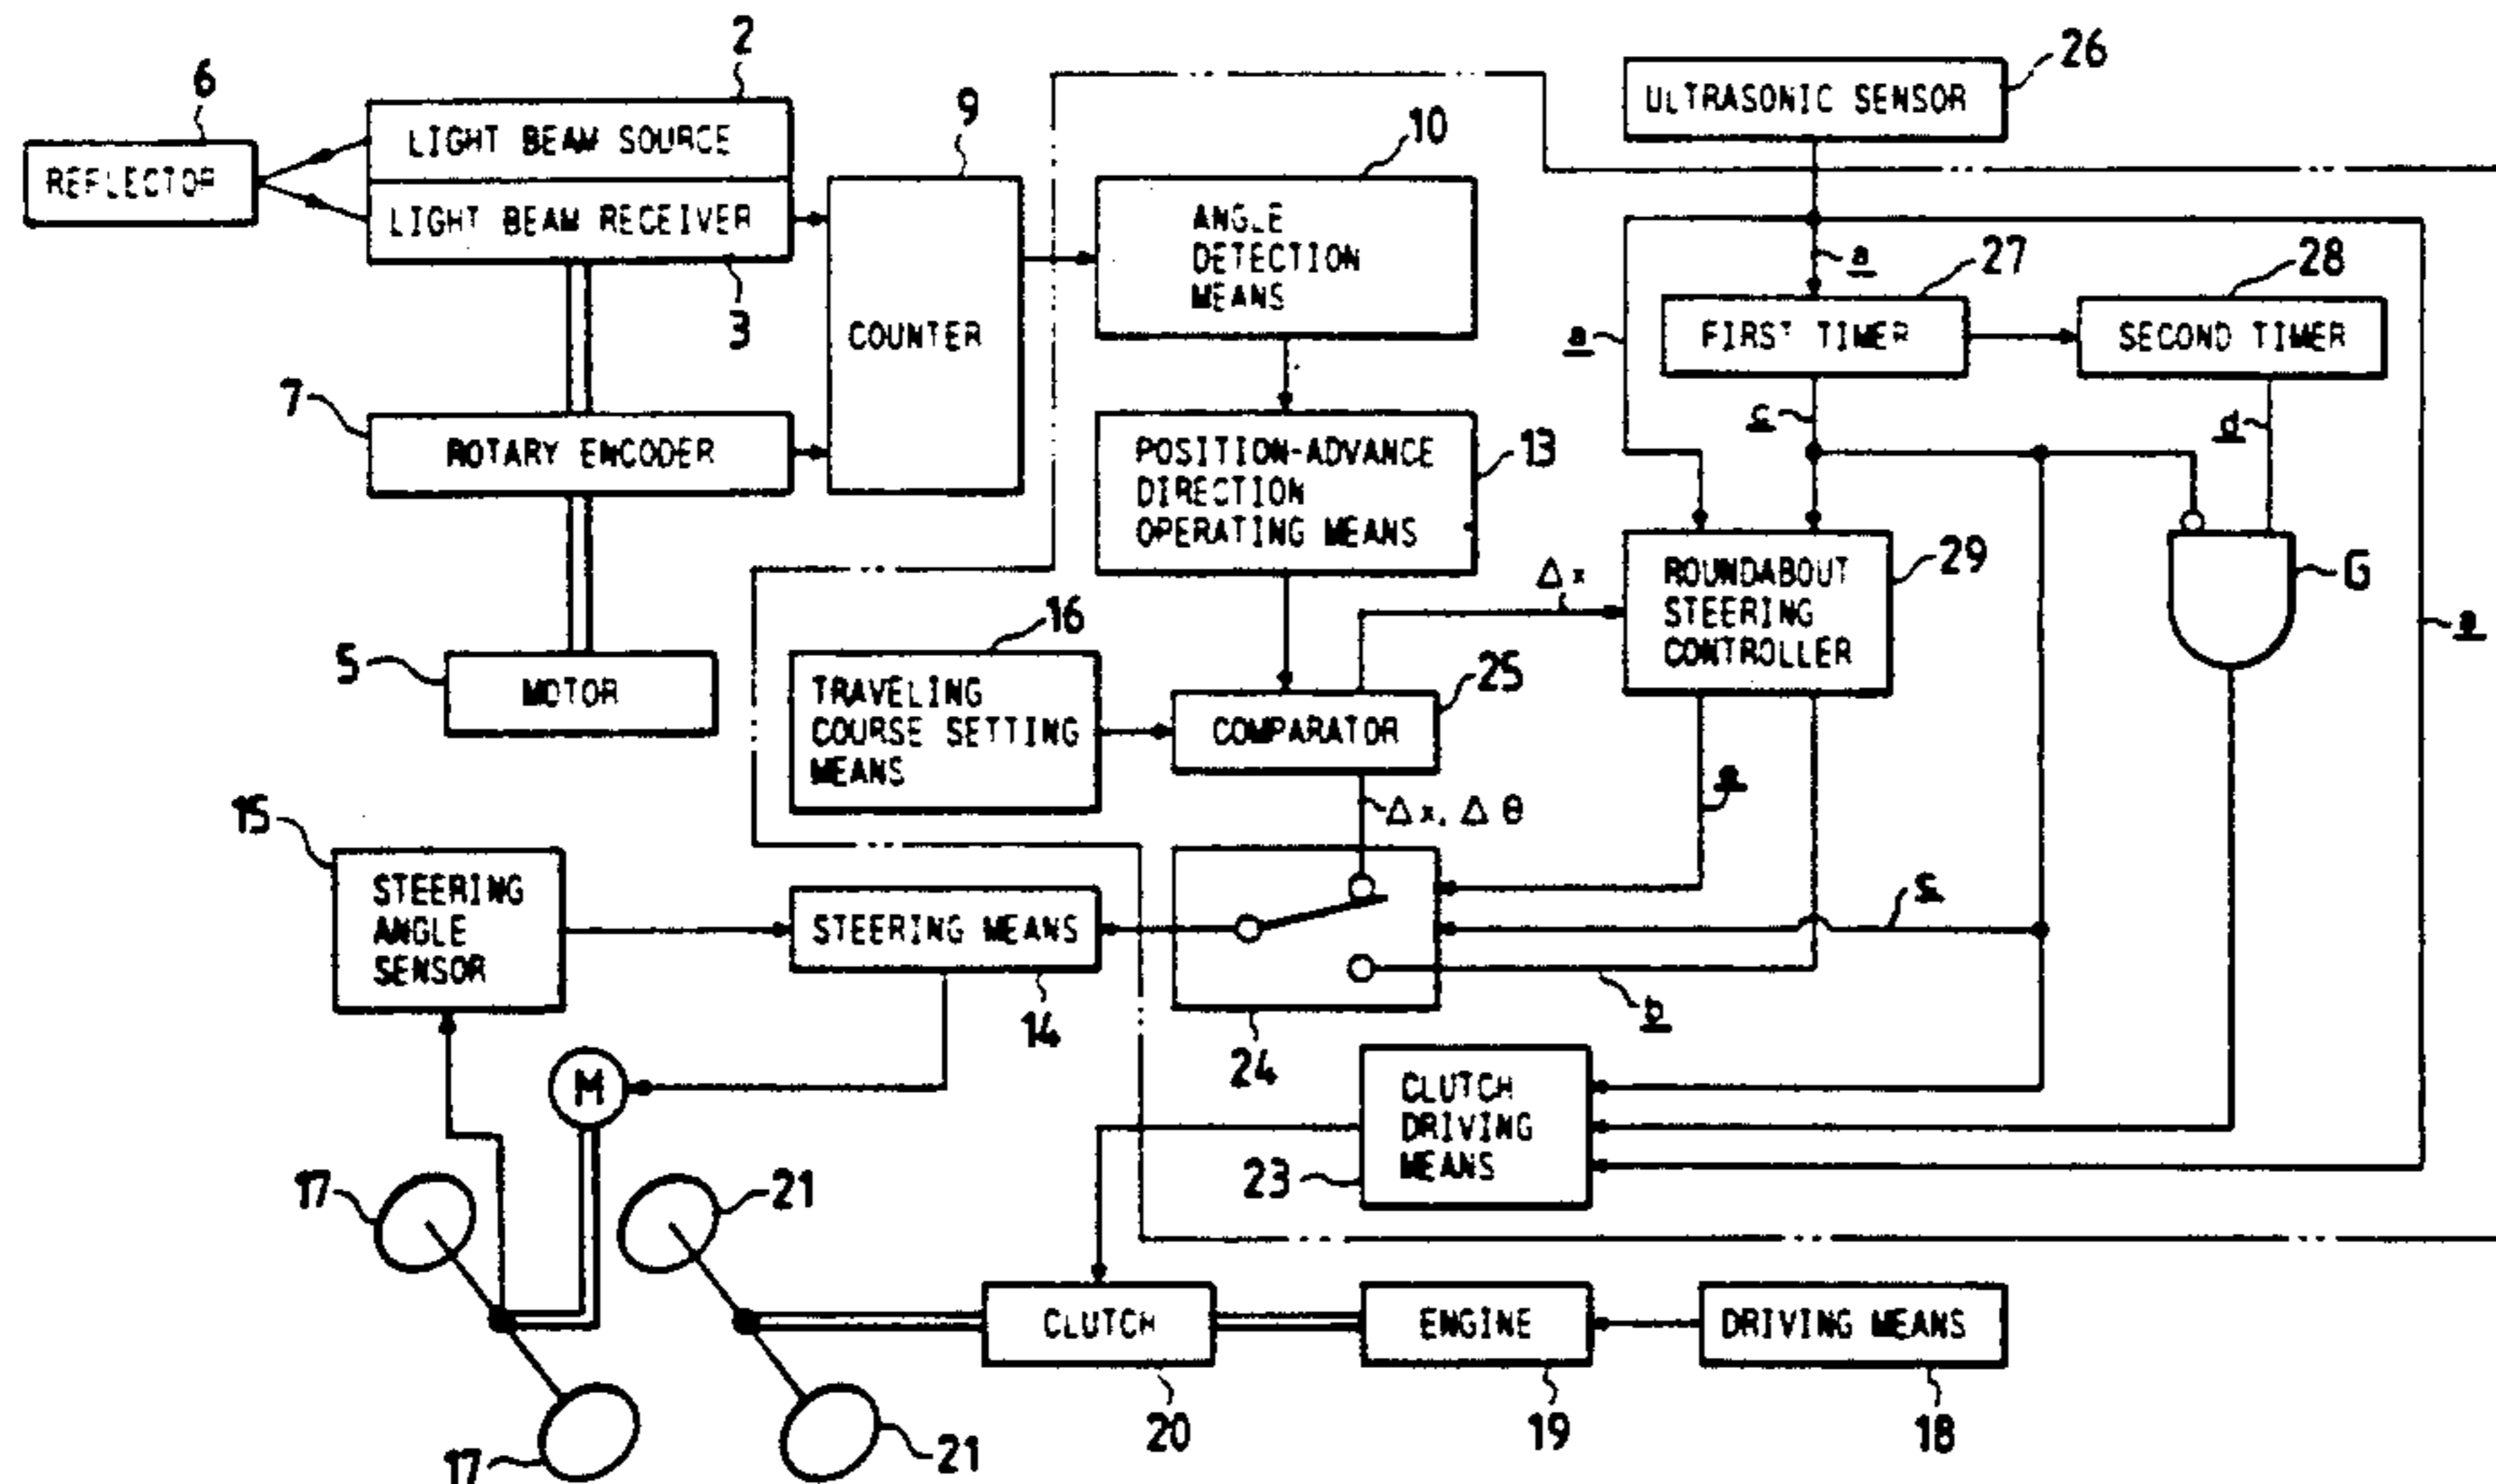 2
6
26
9
10
ULTRASONIC SENSOR
LIGHT BEAM SOURCE
REFLECTOR
LIGHT BEAM RECEIVER
ANGLE
DETECTION
MEANS
a
27
28
3
COUNTER
a
FIRST TIMER
SECOND TIMER
7
c
d
ROTARY ENCODER
POSITION-ADVANCE
DIRECTION
OPERATING MEANS
13
Δx
ROUNDABOUT
STEERING
CONTROLLER
29
G
16
a
5
MOTOR
TRAVELING
COURSE SETTING
MEANS
COMPARATOR
25
e
Δx, Δθ
15
STEERING
ANGLE
SENSOR
STEERING MEANS
c
14
24
b
M
CLUTCH
DRIVING
MEANS
23
17
21
CLUTCH
ENGINE
DRIVING MEANS
17
21
20
19
18